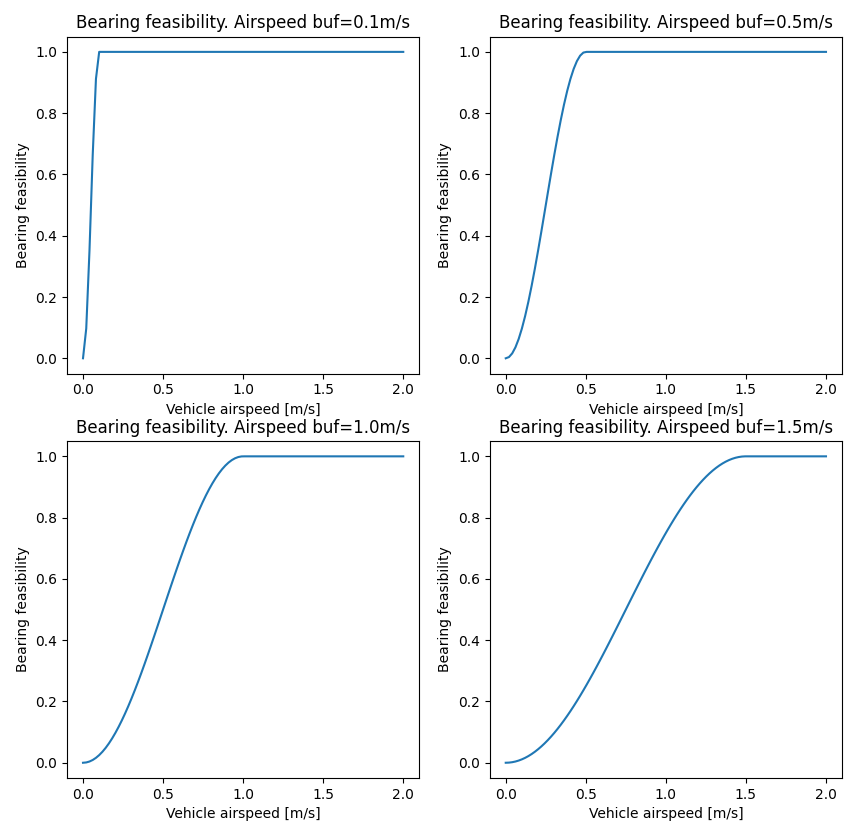 Bearing feasibility. Airspeed buf=0.1m/s
1.0
0.8
0.6
0.4
0.2
0.0
Bearing feasibility
0.0 0.5 1.0 1.5 2.0
Vehicle airspeed [m/s]
Bearing feasibility. Airspeed buf=0.5m/s
1.0
0.8
0.6
0.4
0.2
0.0
Bearing feasibility
0.0 0.5 1.0 1.5 2.0
Vehicle airspeed [m/s]
Bearing feasibility. Airspeed buf=1.0m/s
1.0
0.8
0.6
0.4
0.2
0.0
Bearing feasibility
0.0 0.5 1.0 1.5 2.0
Vehicle airspeed [m/s]
Bearing feasibility. Airspeed buf=1.5m/s
1.0
0.8
0.6
0.4
0.2
0.0
Bearing feasibility
0.0 0.5 1.0 1.5 2.0
Vehicle airspeed [m/s]